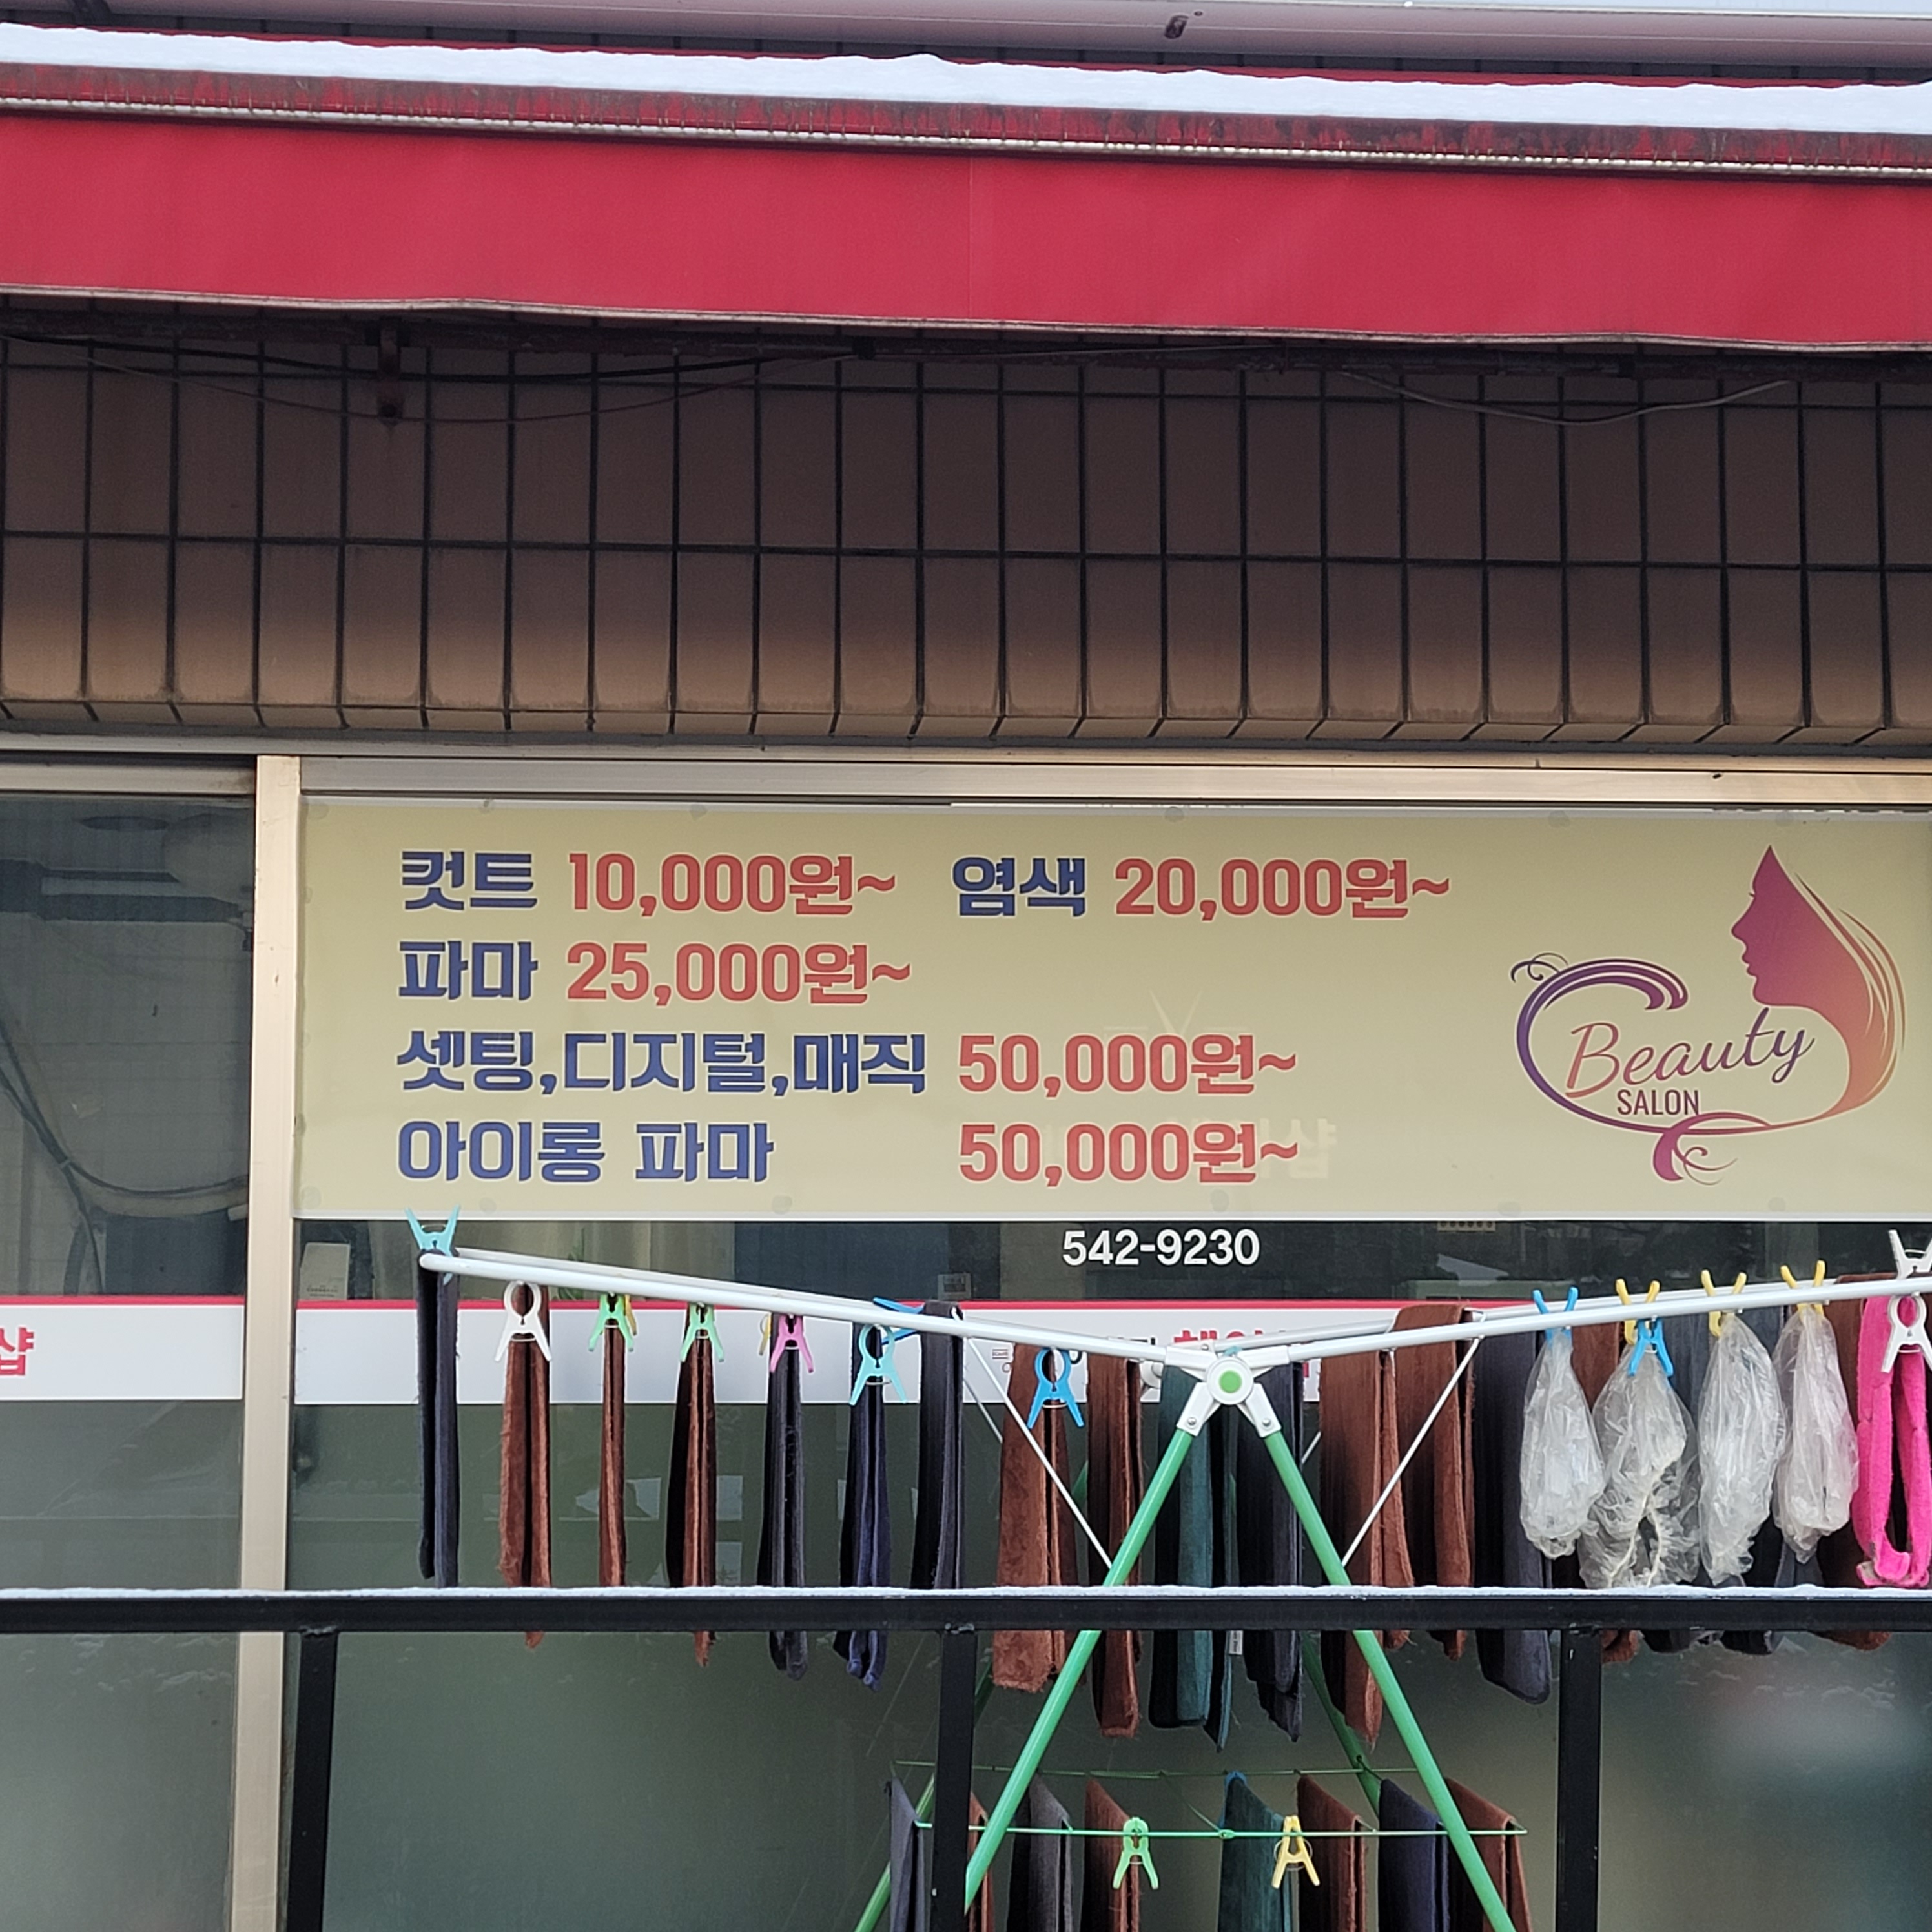 컷트 10,000원~ 염색 20,000원~
파마 25,000원~
셋팅,디지털,매직 50,000원~
아이롱 파마 50,000원~
Beauty
SALON
542-9230
샵